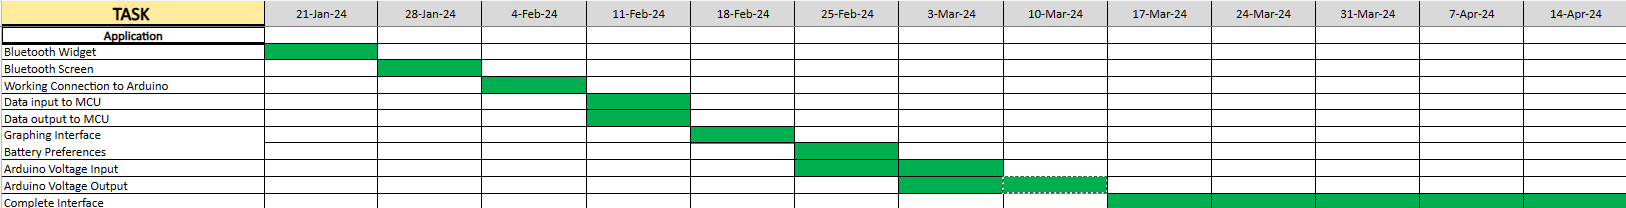 TASK 21-Jan-24 28-Jan-24 4-Feb-24 11-Feb-24 18-Feb-24 25-Feb-24 3-Mar-24 10-Mar-24 17-Mar-24 24-Mar-24 31-Mar-24 7-Apr-24 14-Apr-24
Application
Bluetooth Widget
Bluetooth Screen
Working Connection to Arduino
Data input to MCU
Data output to MCU
Graphing Interface
Battery Preferences
Arduino Voltage Input
Arduino Voltage Output
Complete Interface